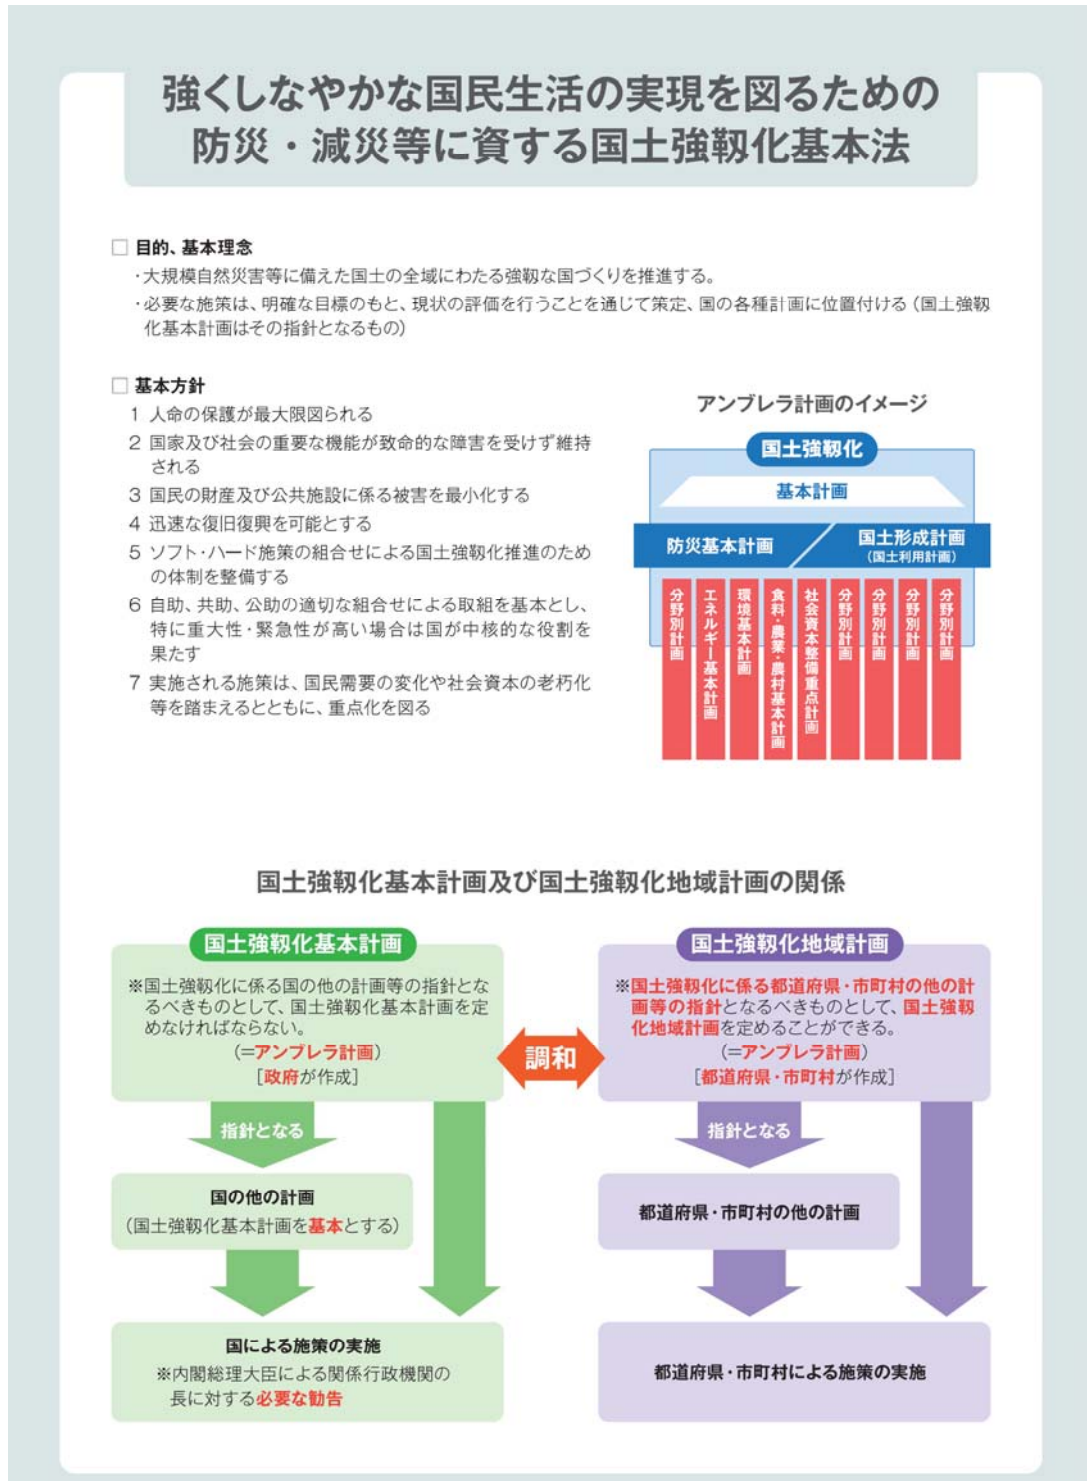 強くしなやかな国民生活の実現を図るための
防災・減災等に資する国土強靱化基本法
□ 目的、基本理念
・大規模自然災害等に備えた国土の全域にわたる強靱な国づくりを推進する。
・必要な施策は、明確な目標のもと、現状の評価を行うことを通じて策定、国の各種計画に位置付ける（国土強靱
化基本計画はその指針となるもの）
□ 基本方針
1 人命の保護が最大限図られる
2 国家及び社会の重要な機能が致命的な障害を受けず維持
される
3 国民の財産及び公共施設に係る被害を最小化する
4 迅速な復旧復興を可能とする
5 ソフト・ハード施策の組合せによる国土強靱化推進のため
の体制を整備する
6 自助、共助、公助の適切な組合せによる取組を基本とし、
特に重大性・緊急性が高い場合は国が中核的な役割を
果たす
7 実施される施策は、国民需要の変化や社会資本の老朽化
等を踏まえるとともに、重点化を図る
アンブレラ計画のイメージ
国土強靱化
基本計画
防災基本計画
国土形成計画
（国土利用計画）
分野別計画
エネルギー基本計画
環境基本計画
食料・農業・農村基本計画
社会資本整備重点計画
分野別計画
分野別計画
分野別計画
分野別計画
国土強靱化基本計画及び国土強靱化地域計画の関係
国土強靱化基本計画
※国土強靱化に係る国の他の計画等の指針とな
るべきものとして、国土強靱化基本計画を定
めなければならない。
（＝アンブレラ計画）
［政府が作成］
調和
国土強靱化地域計画
※国土強靱化に係る都道府県・市町村の他の計
画等の指針となるべきものとして、国土強靱
化地域計画を定めることができる。
（＝アンブレラ計画）
［都道府県・市町村が作成］
指針となる
指針となる
国の他の計画
（国土強靱化基本計画を基本とする）
都道府県・市町村の他の計画
国による施策の実施
※内閣総理大臣による関係行政機関の
長に対する必要な勧告
都道府県・市町村による施策の実施